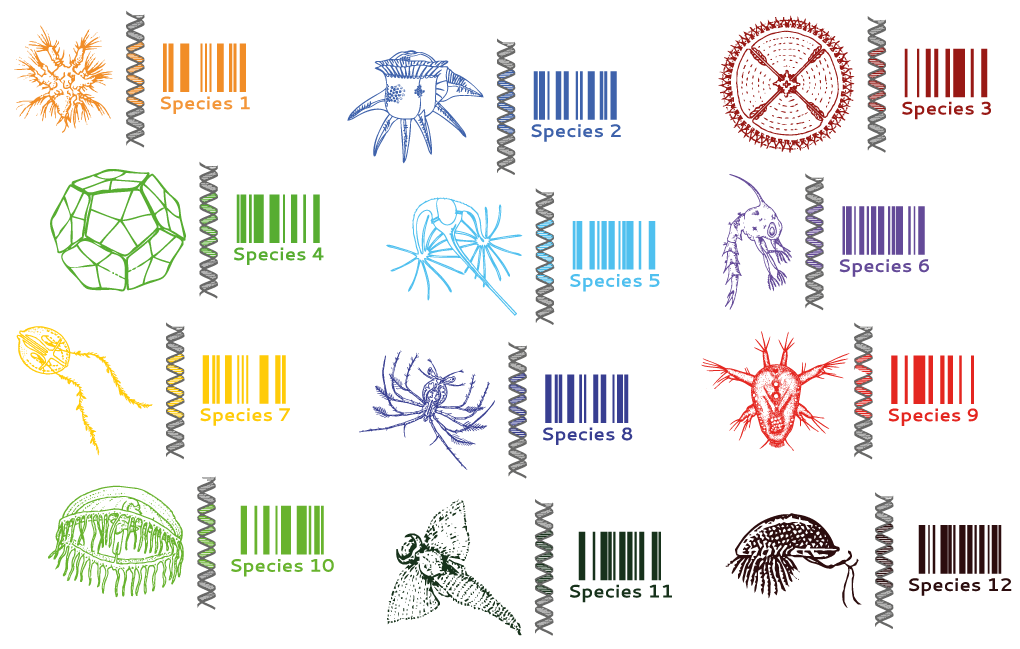 Species 1
Species 2
Species 3
Species 4
Species 5
Species 6
Species 7
Species 8
Species 9
Species 10
Species 11
Species 12